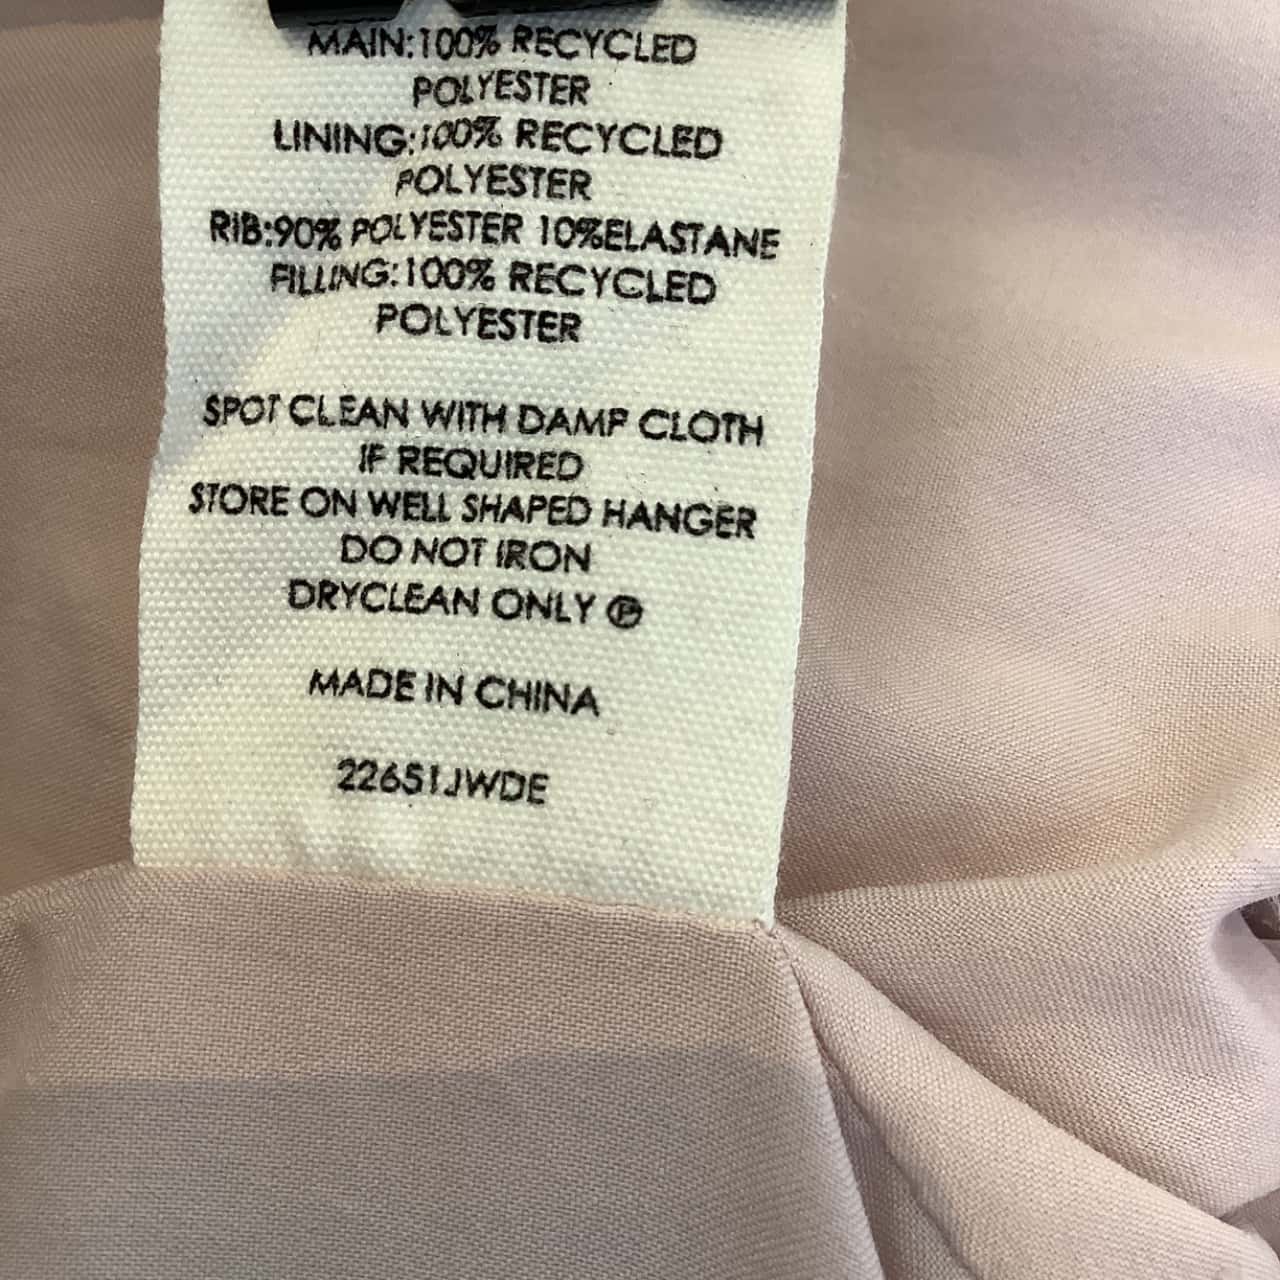 MAIN:100% RECYCLED
POLYESTER
LINING:100% RECYCLED
POLYESTER
RIB:90% POLYESTER 10%ELASTANE
FILLING:100% RECYCLED
POLYESTER
SPOT CLEAN WITH DAMP CLOTH
IF REQUIRED
STORE ON WELL SHAPED HANGER
DO NOT IRON
DRYCLEAN ONLY Ⓟ
MADE IN CHINA
22651JWDE